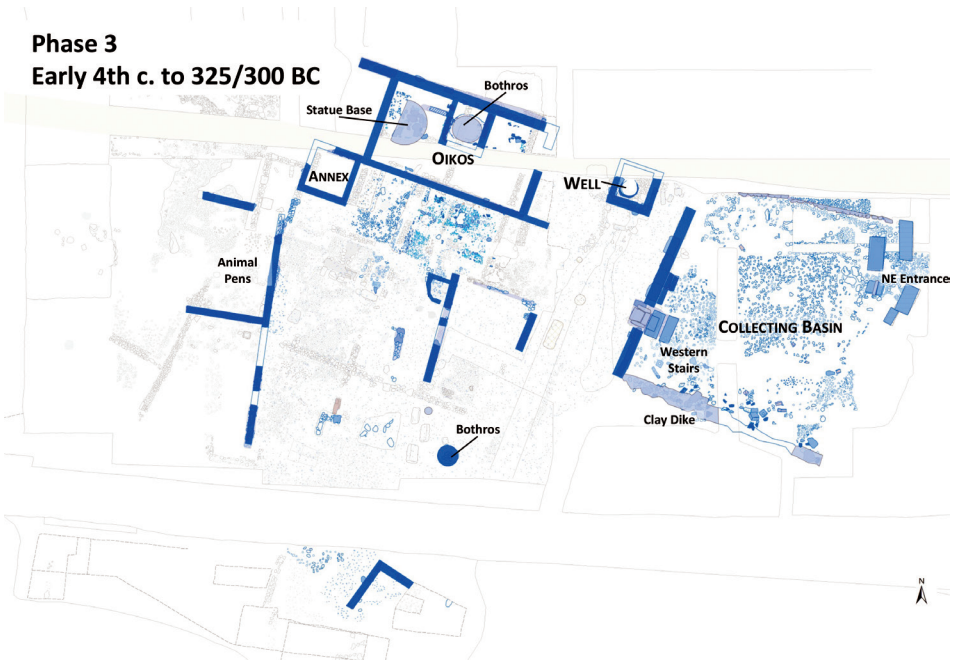 Phase 3
Early 4th c. to 325/300 BC
Bothros
Statue Base
OIKOS
ANNEX
WELL
Animal
Pens
NE Entrance
COLLECTING BASIN
Western
Stairs
Clay Dike
Bothros
N